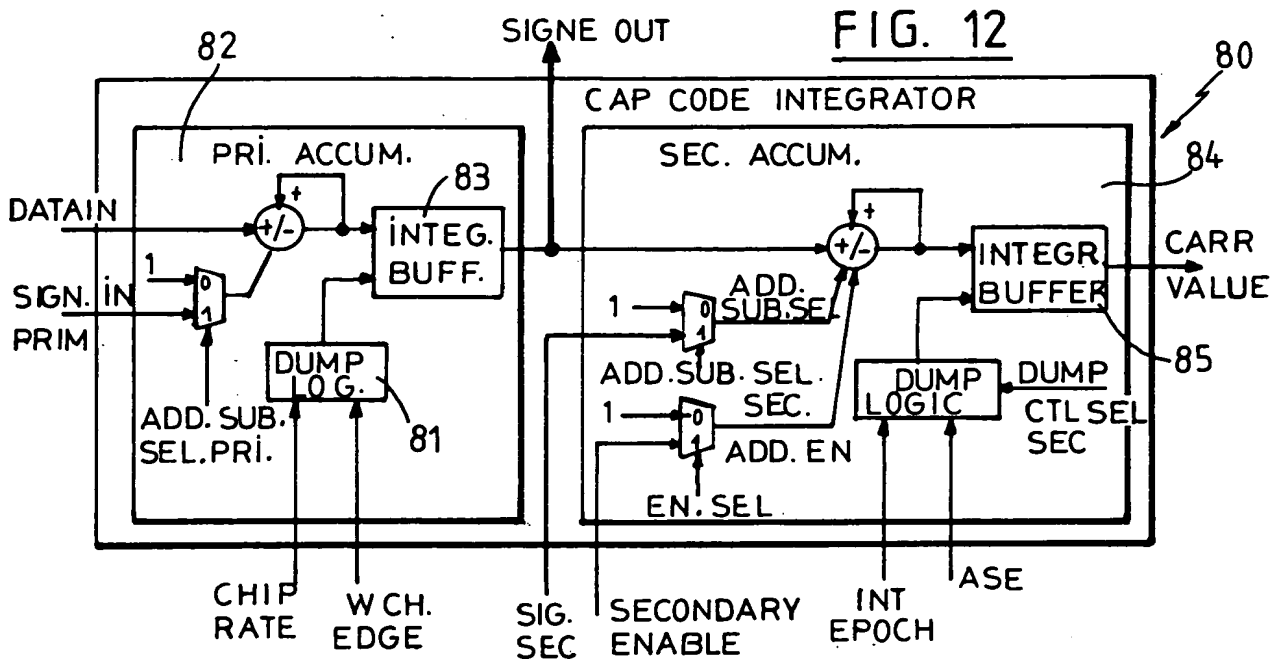 FIG. 12
SIGNE OUT
82
80
CAP CODE INTEGRATOR
PRİ. ACCUM.
SEC. ACCUM.
84
83
DATAIN
+
+/-
İNTEG.
BUFF.
+
+/-
INTEGR.
BUFFER
CARR
VALUE
85
1
0
1
SIGN. İN
PRIM
ADD.
SUB.SEL
1
0
1
ADD.SUB. SEL.
SEC.
DUMP
LOG.
81
ADD.SUB.
SEL.PRİ.
DUMP
LOGIC
DUMP
CTL SEL
SEC
1
0
1
ADD. EN
EN. SEL
CHIP
RATE
W CH.
EDGE
SIG.
SEC
SECONDARY
ENABLE
INT
EPOCH
ASE